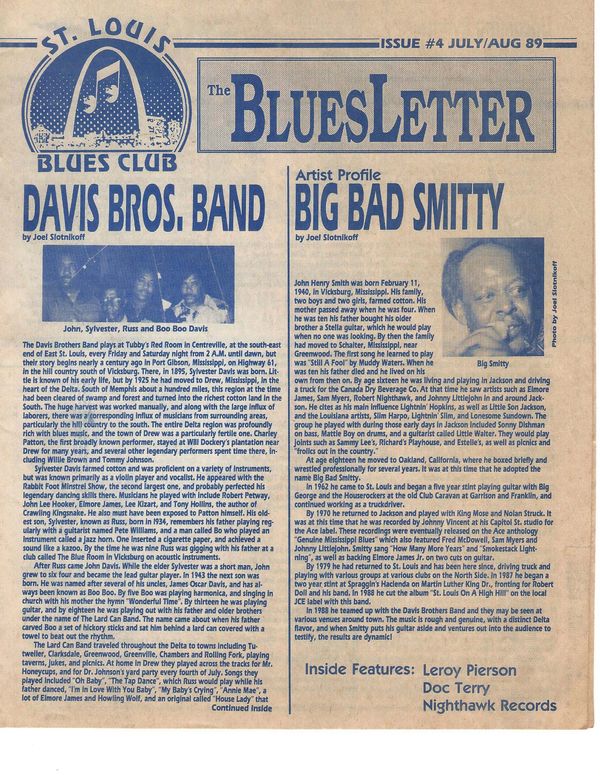 ST. LOUIS
BLUES CLUB
ISSUE #4 JULY/AUG 89
The BLUESLETTER
DAVIS BROS. BAND
by Joel Slotnikoff
John, Sylvester, Russ and Boo Boo Davis
The Davis Brothers Band plays at Tubby's Red Room in Centreville, at the south-east
end of East St. Louis, every Friday and Saturday night from 2 A.M. until dawn, but
their story begins nearly a century ago in Port Gibson, Mississippi, on Highway 61,
in the hill country south of Vicksburg. There, in 1895, Sylvester Davis was born. Lit-
tle is known of his early life, but by 1925 he had moved to Drew, Mississippi, in the
heart of the Delta. South of Memphis about a hundred miles, this region at the time
had been cleared of swamp and forest and turned into the richest cotton land in the
South. The huge harvest was worked manually, and along with the large influx of
laborers, there was a corresponding influx of musicians from surrounding areas,
particularly the hill country to the south. The entire Delta region was profoundly
rich with blues music, and the town of Drew was a particularly fertile one. Charley
Patton, the first broadly known performer, stayed at Will Dockery's plantation near
Drew for many years, and several other legendary performers spent time there, in-
cluding Willie Brown and Tommy Johnson.
Sylvester Davis farmed cotton and was proficient on a variety of instruments,
but was known primarily as a violin player and vocalist. He appeared with the
Rabbit Foot Minstrel Show, the second largest one, and probably perfected his
legendary dancing skills there. Musicians he played with include Robert Petway,
John Lee Hooker, Elmore James, Lee Kizart, and Tony Hollins, the author of
Crawling Kingsnake. He also must have been exposed to Patton himself. His old-
est son, Sylvester, known as Russ, born in 1934, remembers his father playing reg-
ularly with a guitarist named Pete Williams, and a man called Bo who played an
instrument called a jazz horn. One inserted a cigarette paper, and achieved a
sound like a kazoo. By the time he was nine Russ was gigging with his father at a
club called The Blue Room in Vicksburg on acoustic instruments.
After Russ came John Davis. While the elder Sylvester was a short man, John
grew to six four and became the lead guitar player. In 1943 the next son was
born. He was named after several of his uncles, James Oscar Davis, and has al-
ways been known as Boo Boo. By five Boo was playing harmonica, and singing in
church with his mother the hymn "Wonderful Time". By thirteen he was playing
guitar, and by eighteen he was playing out with his father and older brothers
under the name of The Lard Can Band. The name came about when his father
carved Boo a set of hickory sticks and sat him behind a lard can covered with a
towel to beat out the rhythm.
The Lard Can Band traveled throughout the Delta to towns including Tu-
tweiler, Clarksdale, Greenwood, Greenville, Chambers and Rolling Fork, playing
taverns, jukes, and picnics. At home in Drew they played across the tracks for Mr.
Honeycups, and for Dr. Johnson's yard party every fourth of July. Songs they
played included "Oh Baby", "The Tap Dance", which Russ would play while his
father danced, "I'm in Love With You Baby", "My Baby's Crying", "Annie Mae", a
lot of Elmore James and Howling Wolf, and an original called "House Lady" that
Continued Inside
Artist Profile
BIG BAD SMITTY
by Joel Slotnikoff
Photo by Joel Slotnikoff
Big Smitty
John Henry Smith was born February 11,
1940, in Vicksburg, Mississippi. His family,
two boys and two girls, farmed cotton. His
mother passed away when he was four. When
he was ten his father bought his older
brother a Stella guitar, which he would play
when no one was looking. By then the family
had moved to Schalter, Mississippi, near
Greenwood. The first song he learned to play
was "Still A Fool" by Muddy Waters. When he
was ten his father died and he lived on his
own from then on. By age sixteen he was living and playing in Jackson and driving
a truck for the Canada Dry Beverage Co. At that time he saw artists such as Elmore
James, Sam Myers, Robert Nighthawk, and Johnny Littlejohn in and around Jack-
son. He cites as his main influence Lightnin' Hopkins, as well as Little Son Jackson,
and the Louisiana artists, Slim Harpo, Lightnin' Slim, and Lonesome Sundown. The
group he played with during those early days in Jackson included Sonny Dishman
on bass, Mattie Boy on drums, and a guitarist called Little Walter. They would play
joints such as Sammy Lee's, Richard's Playhouse, and Estelle's, as well as picnics and
"frolics out in the country."
At age eighteen he moved to Oakland, California, where he boxed briefly and
wrestled professionally for several years. It was at this time that he adopted the
name Big Bad Smitty.
In 1962 he came to St. Louis and began a five year stint playing guitar with Big
George and the Houserockers at the old Club Caravan at Garrison and Franklin, and
continued working as a truckdriver.
By 1970 he returned to Jackson and played with King Mose and Nolan Struck. It
was at this time that he was recorded by Johnny Vincent at his Capitol St. studio for
the Ace label. These recordings were eventually released on the Ace anthology
"Genuine Mississippi Blues" which also featured Fred McDowell, Sam Myers and
Johnny Littlejohn. Smitty sang "How Many More Years" and "Smokestack Light-
ning", as well as backing Elmore James Jr. on two cuts on guitar.
By 1979 he had returned to St. Louis and has been here since, driving truck and
playing with various groups at various clubs on the North Side. In 1987 he began a
two year stint at Spraggin's Hacienda on Martin Luther King Dr., fronting for Robert
Doll and his band. In 1988 he cut the album "St. Louis On A High Hill" on the local
JCE label with this band.
In 1988 he teamed up with the Davis Brothers Band and they may be seen at
various venues around town. The music is rough and genuine, with a distinct Delta
flavor, and when Smitty puts his guitar aside and ventures out into the audience to
testify, the results are dynamic!
Inside Features: Leroy Pierson
Doc Terry
Nighthawk Records